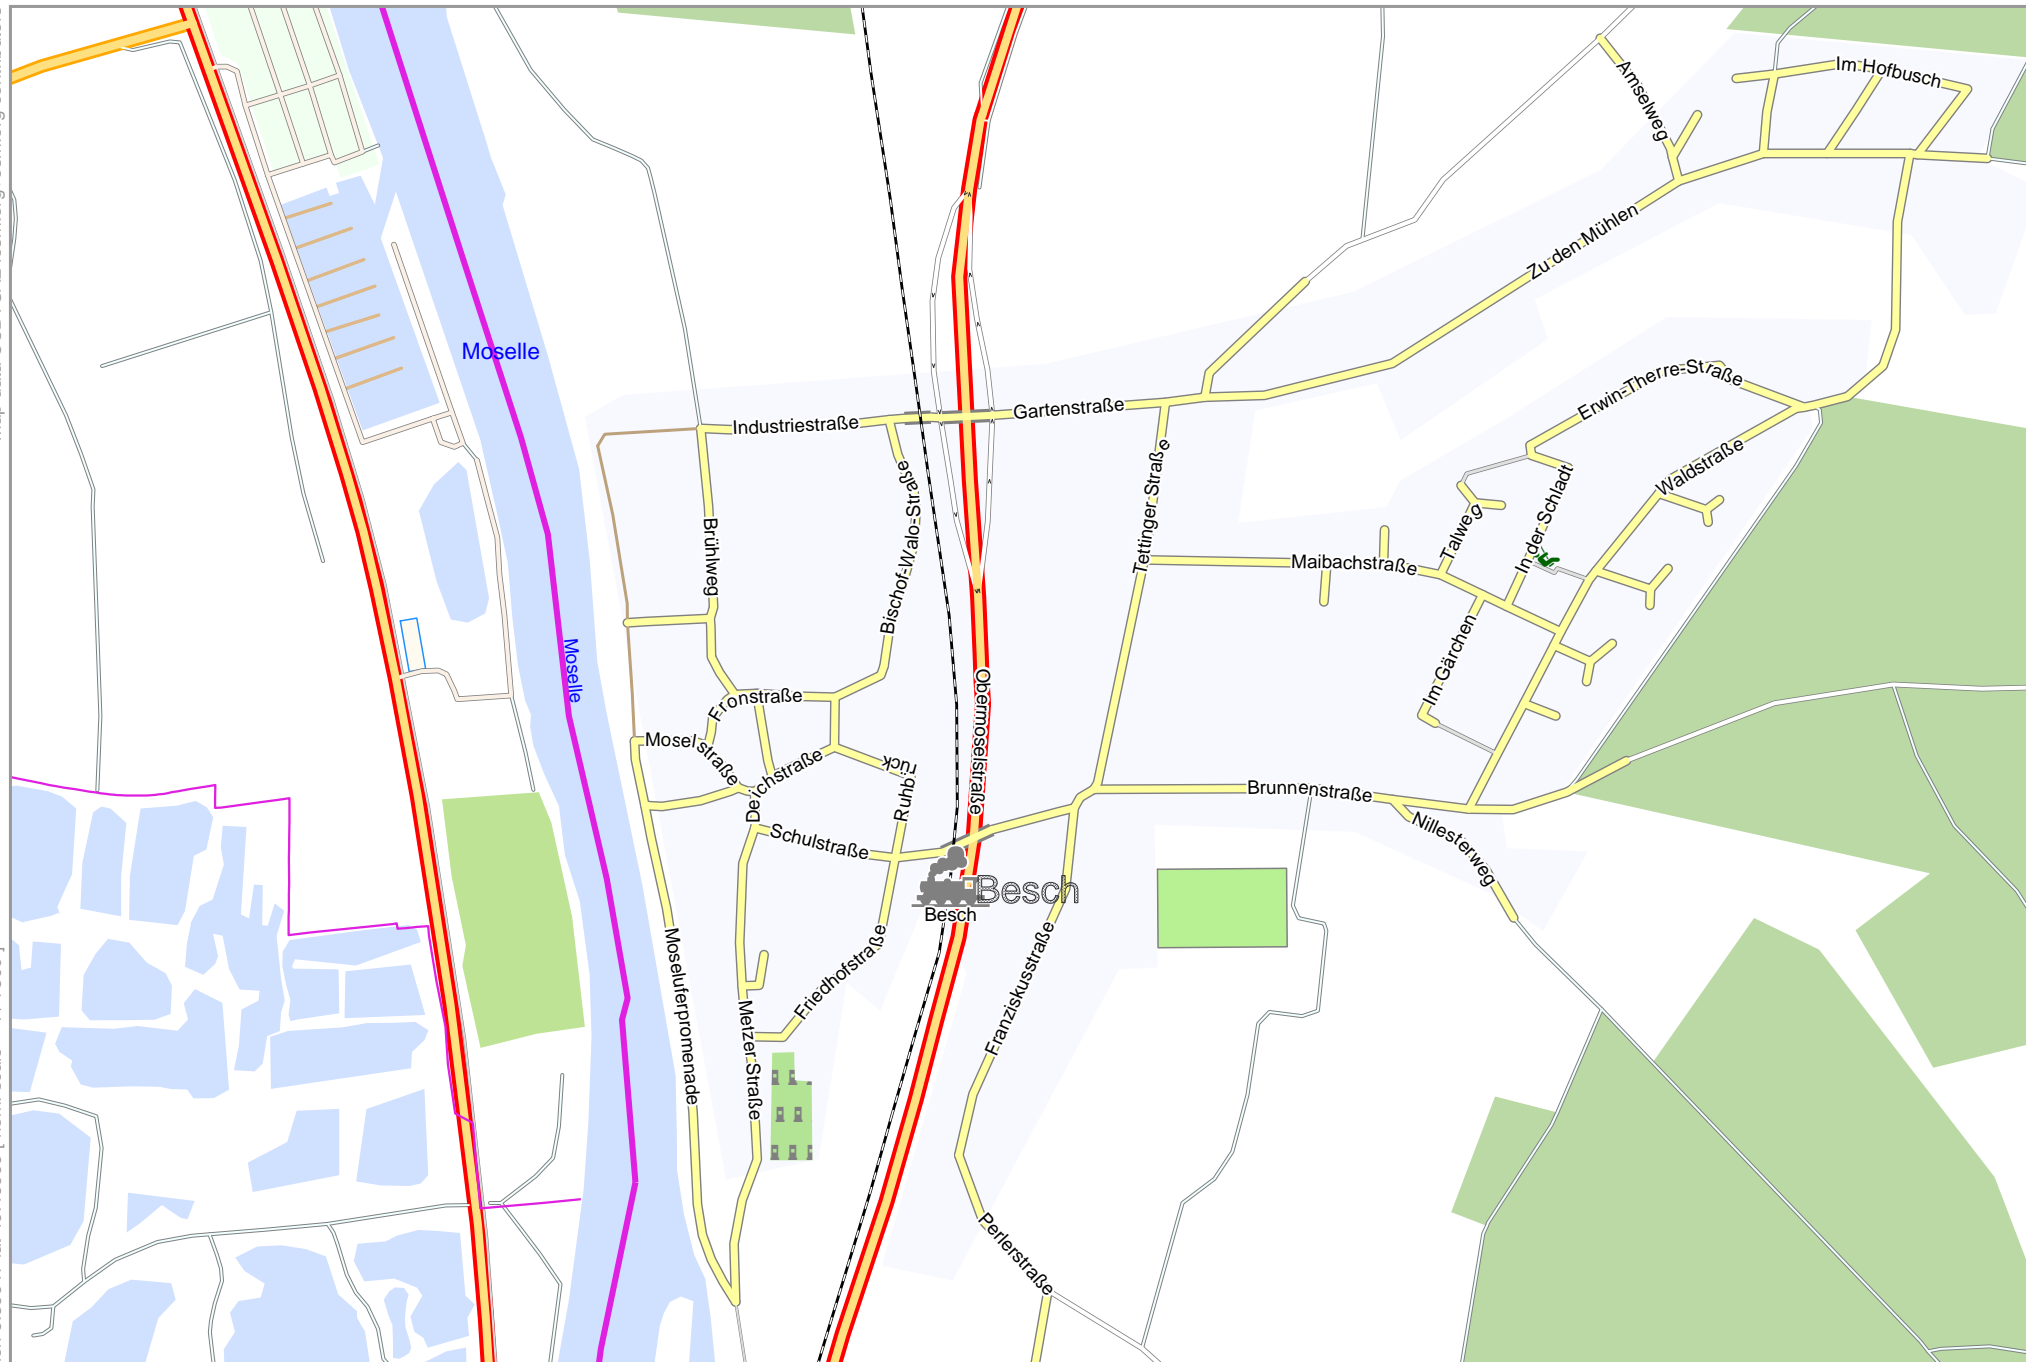 Im Hofbusch
Amselweg
Zu den Mühlen
Moselle
Erwin-Therre-Straße
Gartenstraße
Industriestraße
Tettinger Straße
Waldstraße
Bischof-Walo-Straße
In der Schladt
Talweg
Brühlweg
Maibachstraße
Im Gärchen
Moselle
Fronstraße
Obermoselstraße
Moselstraße
Deichstraße
Ruhbrück
Brunnenstraße
Schulstraße
Nillesterweg
Besch
Besch
Friedhofstraße
Moseluferpromenade
Franziskusstraße
Metzer Straße
Perlerstraße